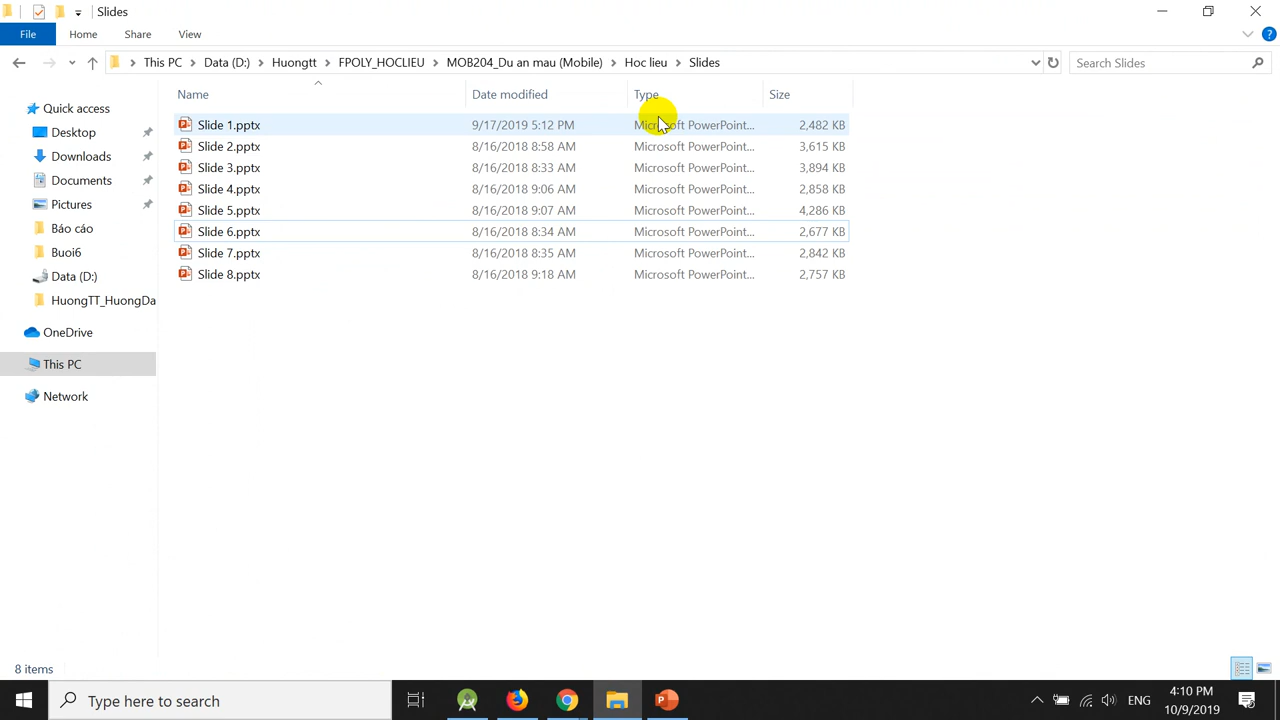 Slides
File Home Share View
This PC Data (D:) Huongtt FPOLY_HOCLIEU MOB204_Du an mau (Mobile) Hoc lieu Slides Search Slides
Name Date modified Type Size
Quick access
Desktop
Downloads
Documents
Pictures
Báo cáo
Buoi6
Data (D:)
HuongTT_HuongDa
OneDrive
This PC
Network
Slide 1.pptx 9/17/2019 5:12 PM Microsoft PowerPoint... 2,482 KB
Slide 2.pptx 8/16/2018 8:58 AM Microsoft PowerPoint... 3,615 KB
Slide 3.pptx 8/16/2018 8:33 AM Microsoft PowerPoint... 3,894 KB
Slide 4.pptx 8/16/2018 9:06 AM Microsoft PowerPoint... 2,858 KB
Slide 5.pptx 8/16/2018 9:07 AM Microsoft PowerPoint... 4,286 KB
Slide 6.pptx 8/16/2018 8:34 AM Microsoft PowerPoint... 2,677 KB
Slide 7.pptx 8/16/2018 8:35 AM Microsoft PowerPoint... 2,842 KB
Slide 8.pptx 8/16/2018 9:18 AM Microsoft PowerPoint... 2,757 KB
8 items
Type here to search
ENG
4:10 PM
10/9/2019